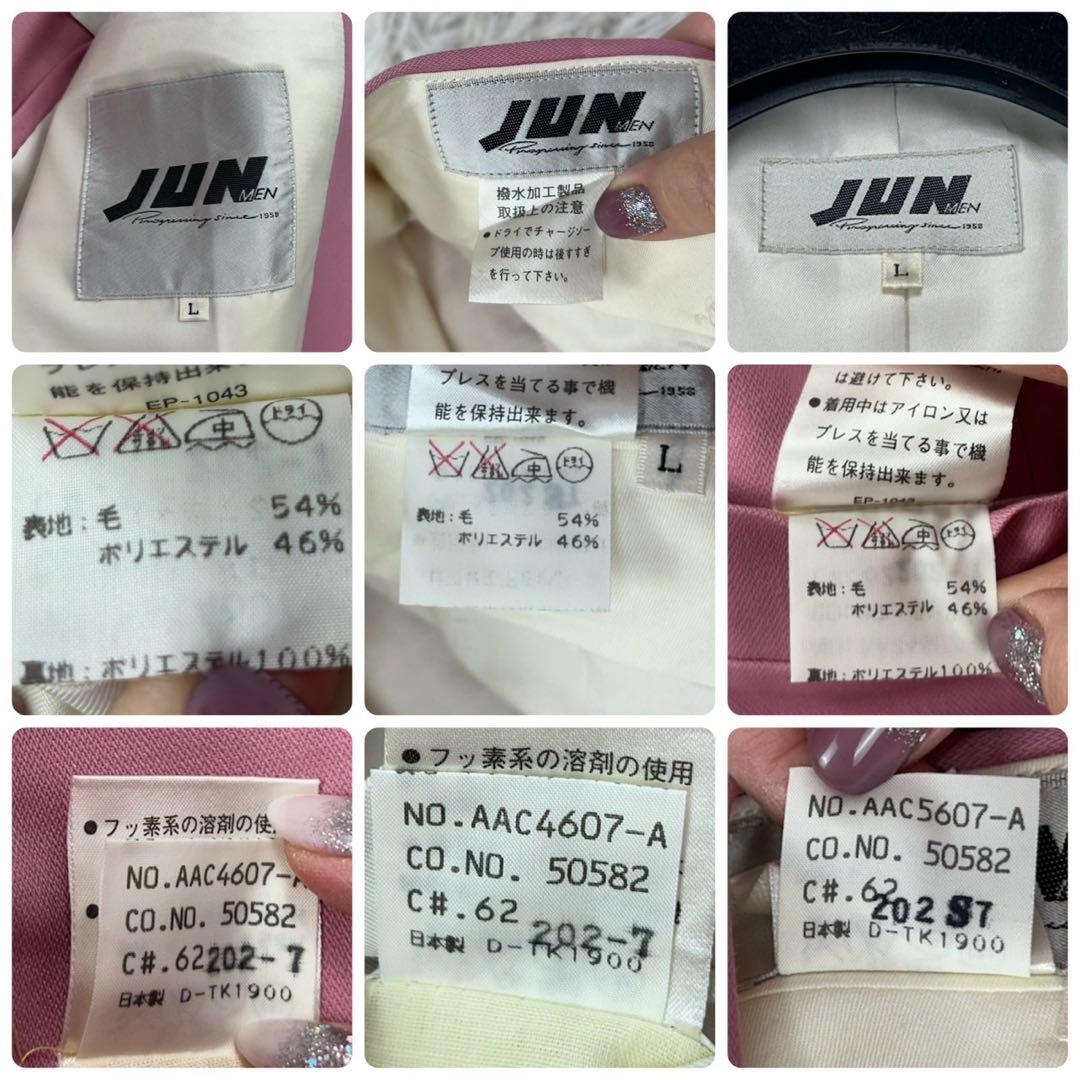 JUN
MEN
Progressing since 1958
L
JUN
MEN
Progressing since 1958
撥水加工製品
取扱上の注意
●ドライでチャージソー
プ使用の時は後すすぎ
を行って下さい。
JUN
MEN
Progressing since 1958
L
能を保持出来ます。
EP-1043
中 ドライ
表地:毛 54%
ポリエステル 46%
裏地:ポリエステル100%
1958
プレスを当てる事で機
能を保持出来ます。
中 ドライ
L
表地:毛 54%
ポリエステル 46%
は避けて下さい。
●着用中はアイロン又は
プレスを当てる事で機
能を保持出来ます。
EP-1043
中 ドライ
表地:毛 54%
ポリエステル 46%
裏地:ポリエステル100%
●フッ素系の溶剤の使
NO.AAC4607-A
CO.NO. 50582
C#.62 202-7
日本製 D-TK1900
●フッ素系の溶剤の使用
NO.AAC4607-A
CO.NO. 50582
C#.62 202-7
日本製 D-TK1900
NO.AAC5607-A
CO.NO. 50582
C#.62
202 7
日本製 D-TK1900